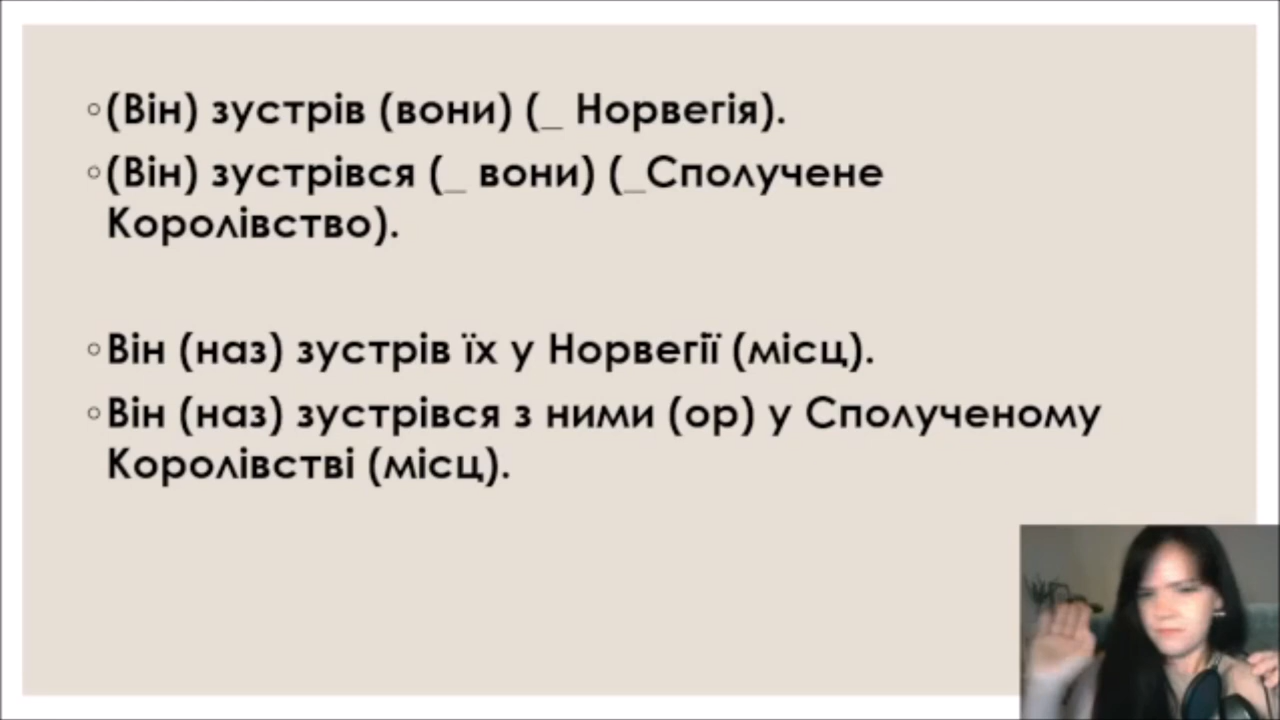 (Він) зустрів (вони) (_ Норвегія).
(Він) зустрівся (_ вони) (_Сполучене
Королівство).
Він (наз) зустрів їх у Норвегії (місц).
Він (наз) зустрівся з ними (ор) у Сполученому
Королівстві (місц).